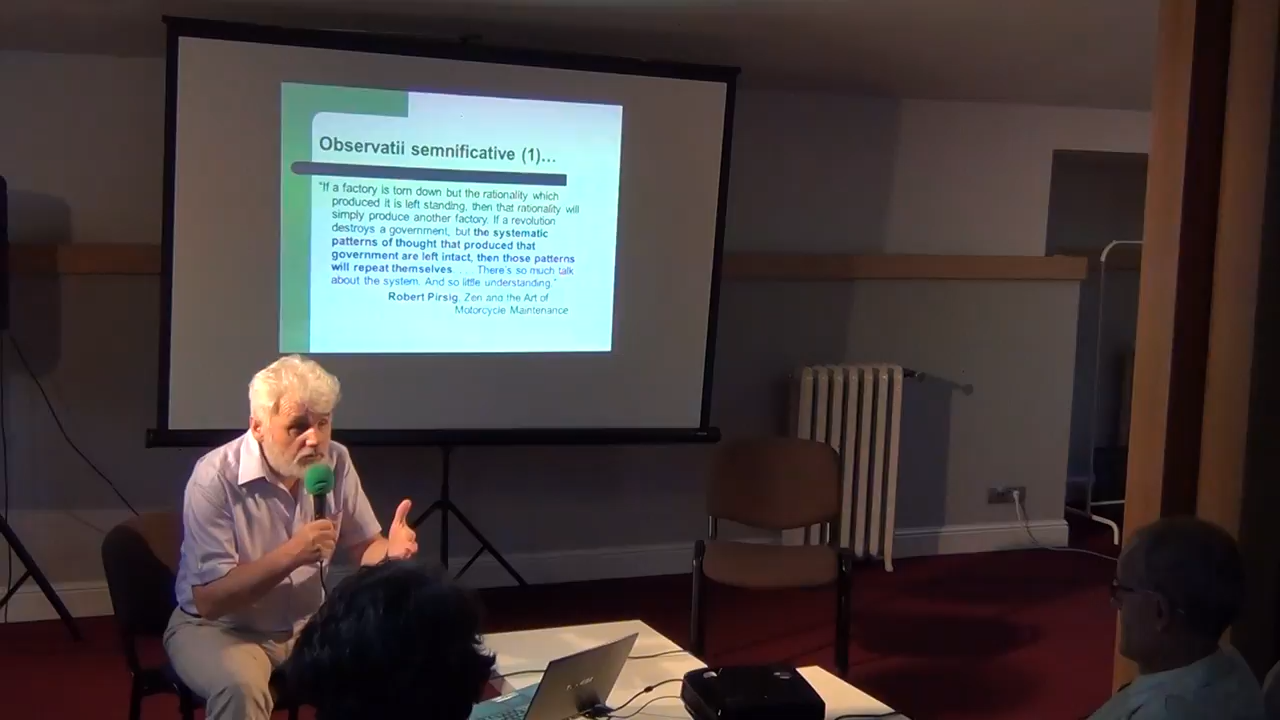 Observatii semnificative (1)...
"If a factory is torn down but the rationality which
produced it is left standing, then that rationality will
simply produce another factory. If a revolution
destroys a government, but the systematic
patterns of thought that produced that
government are left intact, then those patterns
will repeat themselves. . . . There's so much talk
about the system. And so little understanding."
Robert Pirsig, Zen and the Art of
Motorcycle Maintenance